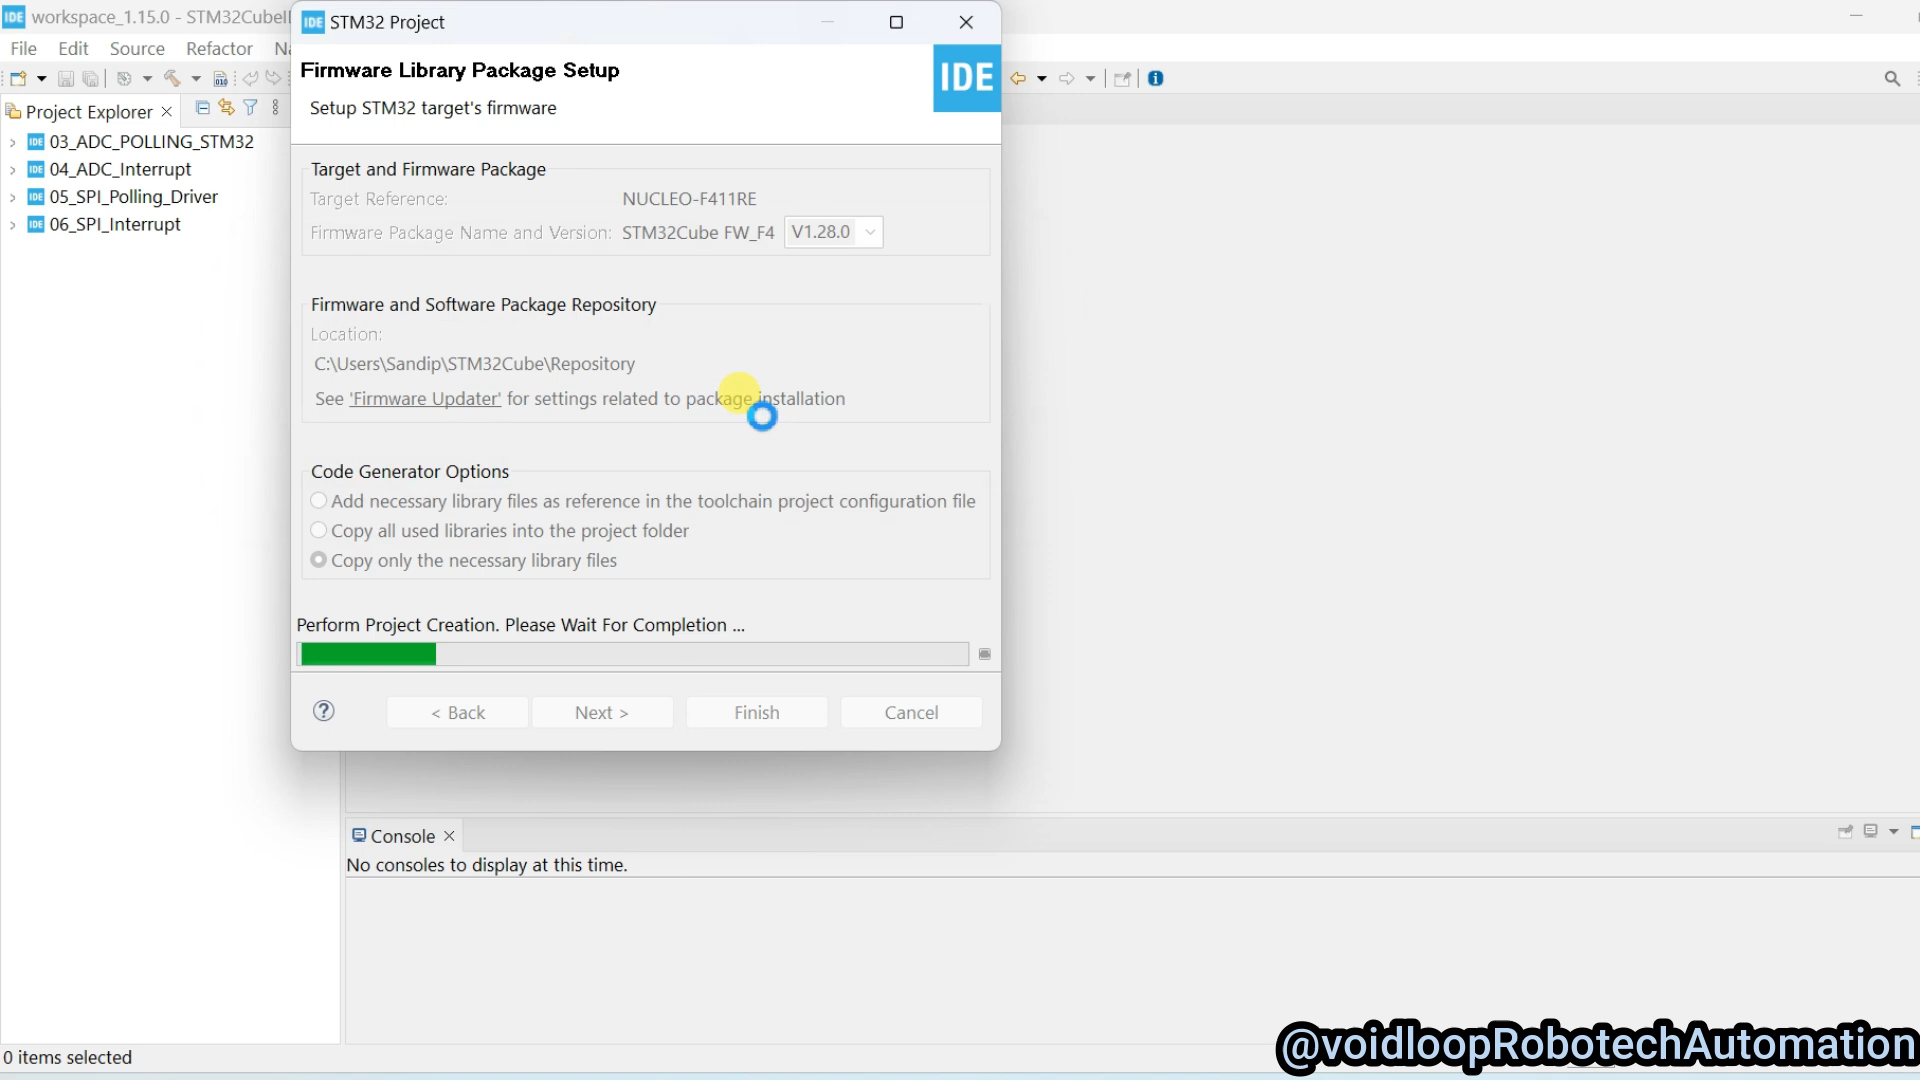 IDE workspace_1.15.0 - STM32CubeI
IDE STM32 Project
File Edit Source Refactor
Firmware Library Package Setup
IDE
Setup STM32 target's firmware
Project Explorer
03_ADC_POLLING_STM32
04_ADC_Interrupt
05_SPI_Polling_Driver
06_SPI_Interrupt
Target and Firmware Package
Target Reference: NUCLEO-F411RE
Firmware Package Name and Version: STM32Cube FW_F4 V1.28.0
Firmware and Software Package Repository
Location:
C:\Users\Sandip\STM32Cube\Repository
See 'Firmware Updater' for settings related to package installation
Code Generator Options
Add necessary library files as reference in the toolchain project configuration file
Copy all used libraries into the project folder
Copy only the necessary library files
Perform Project Creation. Please Wait For Completion ...
? < Back Next > Finish Cancel
Console
No consoles to display at this time.
0 items selected
@voidloopRobotechAutomation